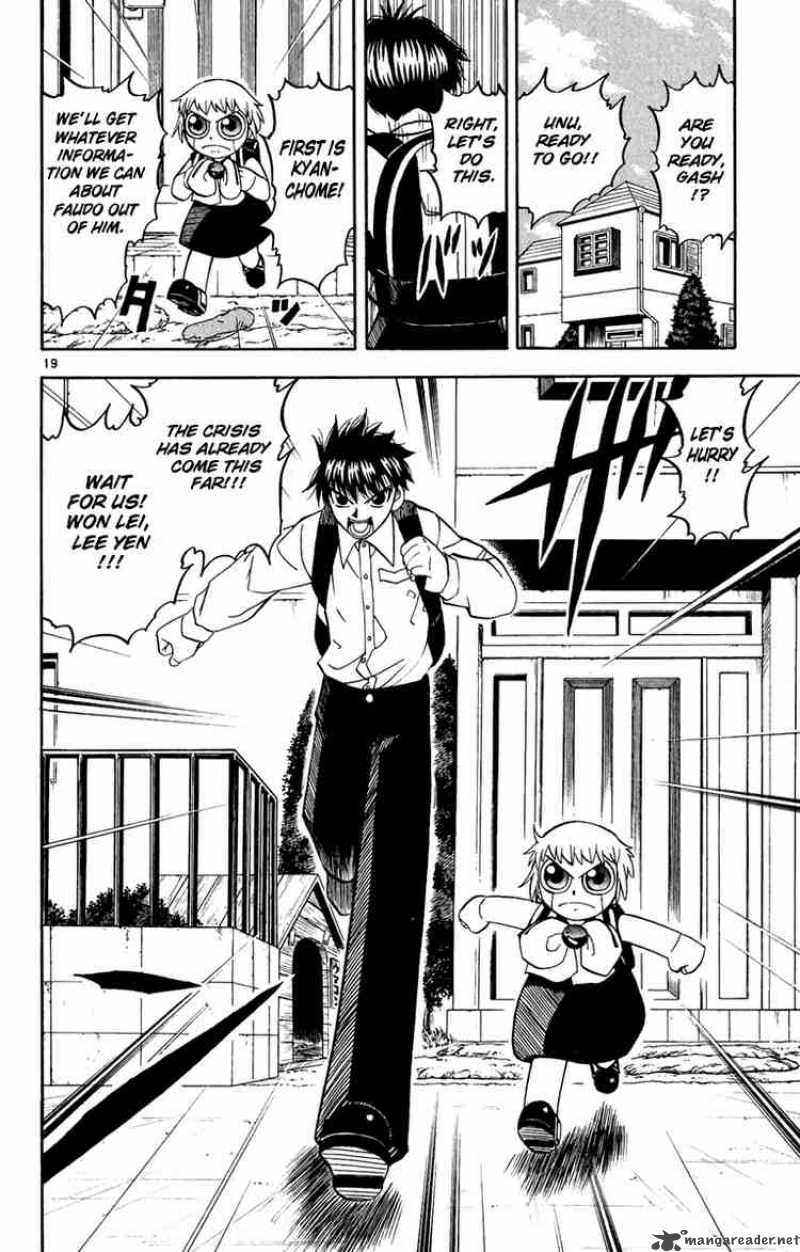 ARE
YOU
READY,
GASH
!?
UNU,
READY
TO GO!!
RIGHT,
LET'S
DO
THIS.
FIRST IS
KYAN-
CHOME!
WE'LL GET
WHATEVER
INFORMA-
TION WE CAN
ABOUT
FAUDO OUT
OF HIM.
ダッ
19
LET'S
HURRY
!!
THE CRISIS
HAS ALREADY
COME THIS
FAR!!!
WAIT
FOR US!
WON LEI,
LEE YEN
!!!
mangareader.net